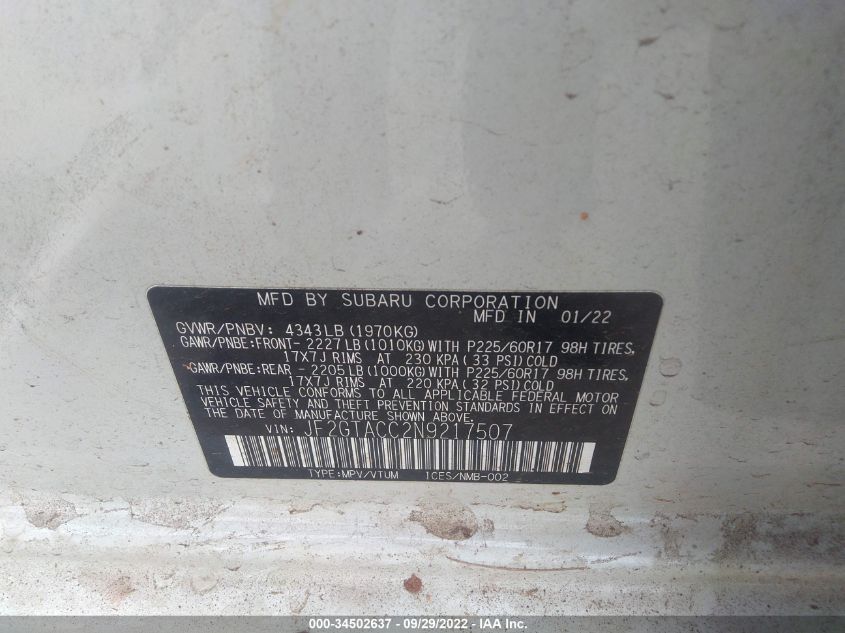 MFD BY SUBARU CORPORATION
MFD IN 01/22
GVWR/PNBV: 4343LB(1970KG)
GAWR/PNBE:FRONT- 2227LB(1010KG)WITH P225/60R17 98H TIRES,
17X7J RIMS AT 230 KPA(33 PSI)COLD
GAWR/PNBE:REAR - 2205LB(1000KG)WITH P225/60R17 98H TIRES,
17X7J RIMS AT 220 KPA(32 PSI)COLD
THIS VEHICLE CONFORMS TO ALL APPLICABLE FEDERAL MOTOR
VEHICLE SAFETY AND THEFT PREVENTION STANDARDS IN EFFECT ON
THE DATE OF MANUFACTURE SHOWN ABOVE.
VIN: JF2GTACC2N9217507
TYPE:MPV/VTUM ICES/NMB-002
000-34502637 - 09/29/2022 - IAA Inc.